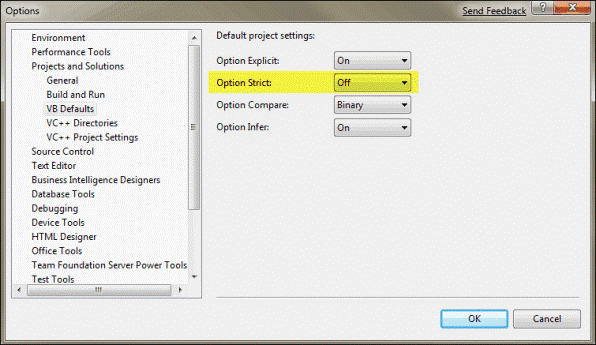 Options
Send Feedback
Environment
Performance Tools
Projects and Solutions
General
Build and Run
VB Defaults
VC++ Directories
VC++ Project Settings
Source Control
Text Editor
Business Intelligence Designers
Database Tools
Debugging
Device Tools
HTML Designer
Office Tools
Team Foundation Server Power Tools
Test Tools
Default project settings:
Option Explicit: On
Option Strict: Off
Option Compare: Binary
Option Infer: On
OK
Cancel